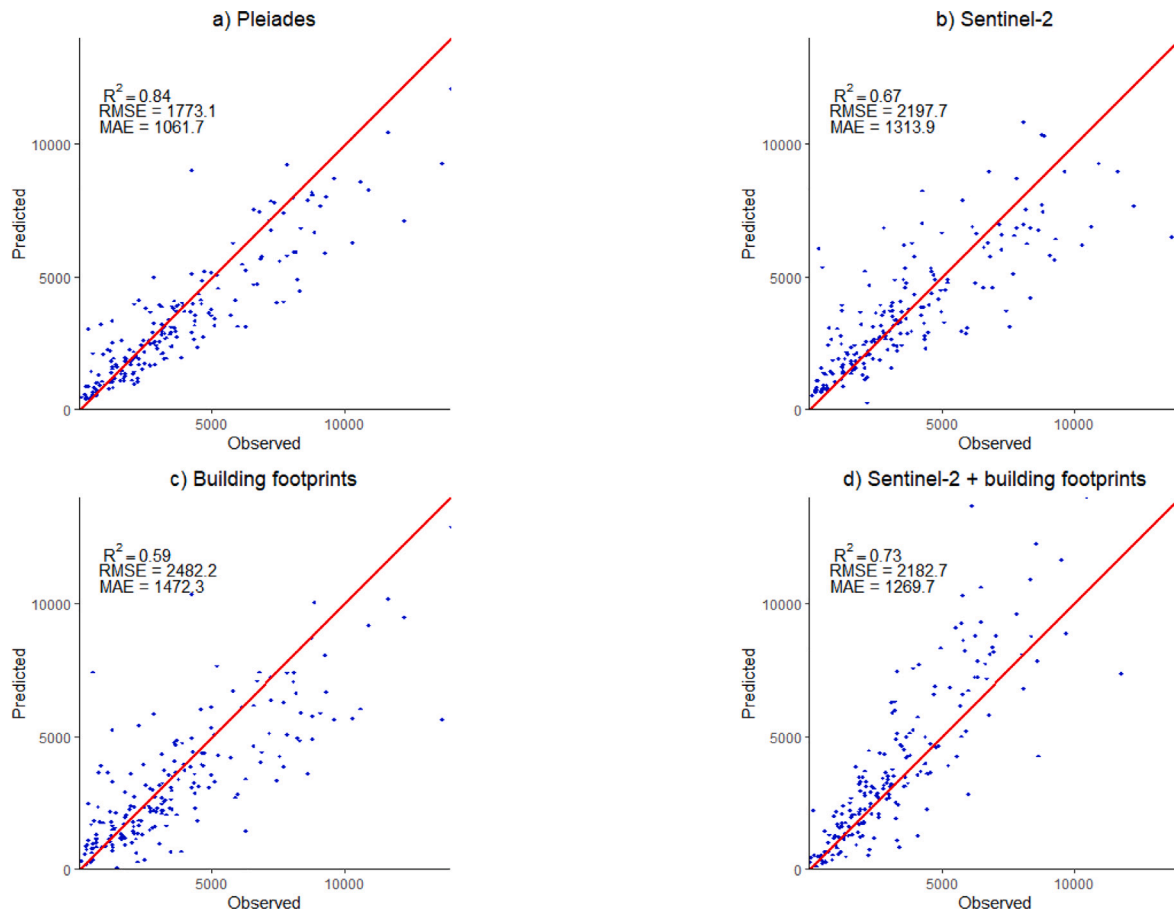 a) Pleiades
R² = 0.84
RMSE = 1773.1
MAE = 1061.7
10000
5000
0
Predicted
5000
10000
Observed
b) Sentinel-2
R² = 0.67
RMSE = 2197.7
MAE = 1313.9
10000
5000
0
Predicted
5000
10000
Observed
c) Building footprints
R² = 0.59
RMSE = 2482.2
MAE = 1472.3
10000
5000
0
Predicted
5000
10000
Observed
d) Sentinel-2 + building footprints
R² = 0.73
RMSE = 2182.7
MAE = 1269.7
10000
5000
0
Predicted
5000
10000
Observed